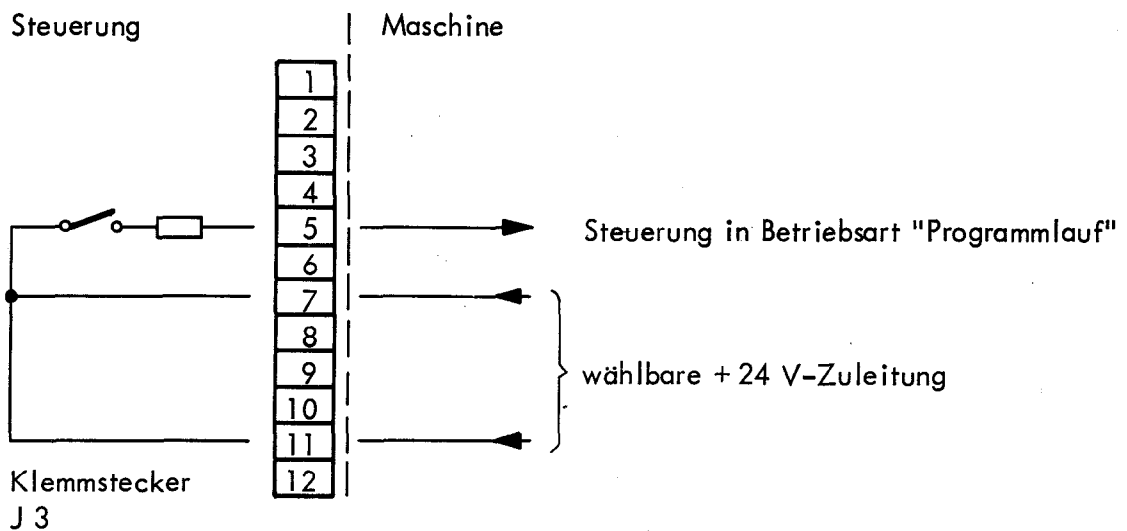 Steuerung
Maschine
1
2
3
4
5
Steuerung in Betriebsart "Programmlauf"
6
7
8
9
wählbare + 24 V-Zuleitung
10
11
12
Klemmstecker
J 3